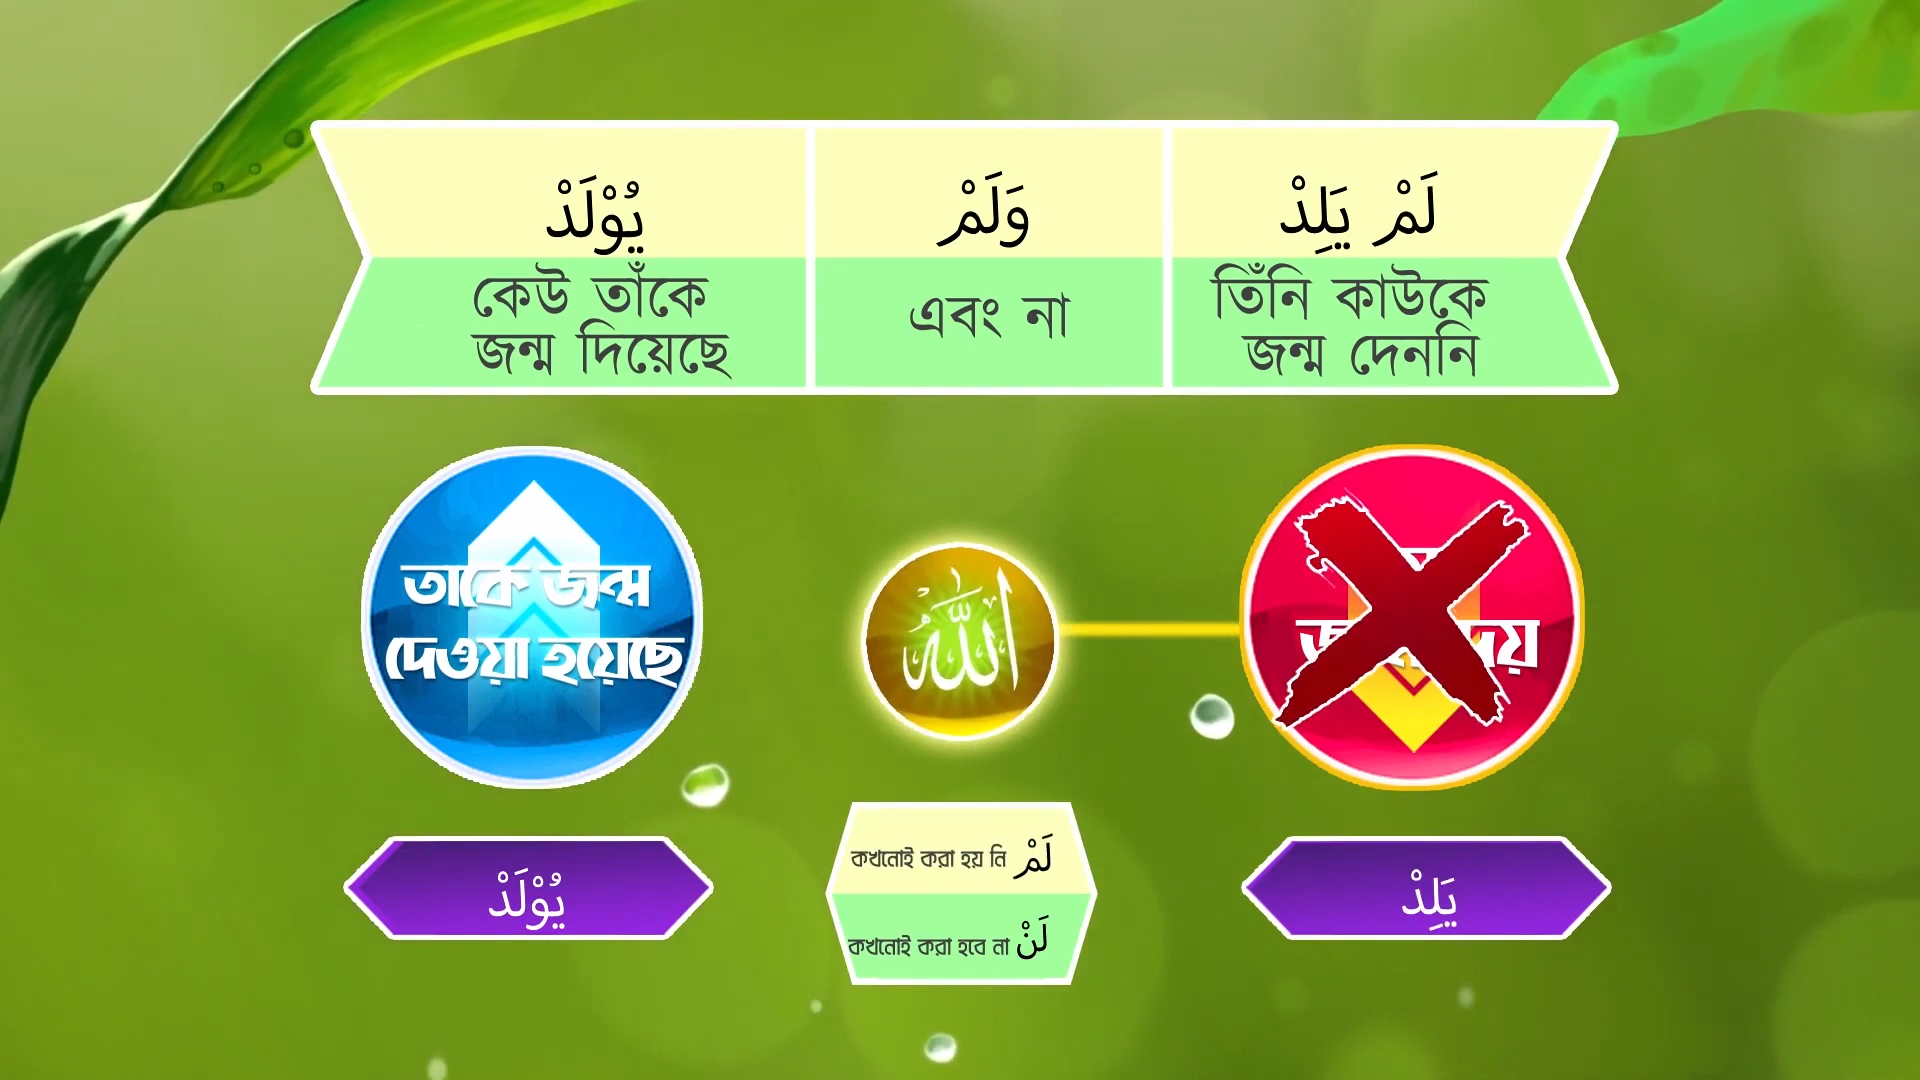 لَمْ يَلِدْ
وَلَمْ
يُوْلَدْ
তিঁনি কাউকে
জন্ম দেননি
এবং না
কেউ তাঁকে
জন্ম দিয়েছে
তাকে জন্ম
দেওয়া হয়েছে
الله
কখনোই করা হয় নি لَمْ
কখনোই করা হবে না لَنْ
يُوْلَدْ
يَلِدْ